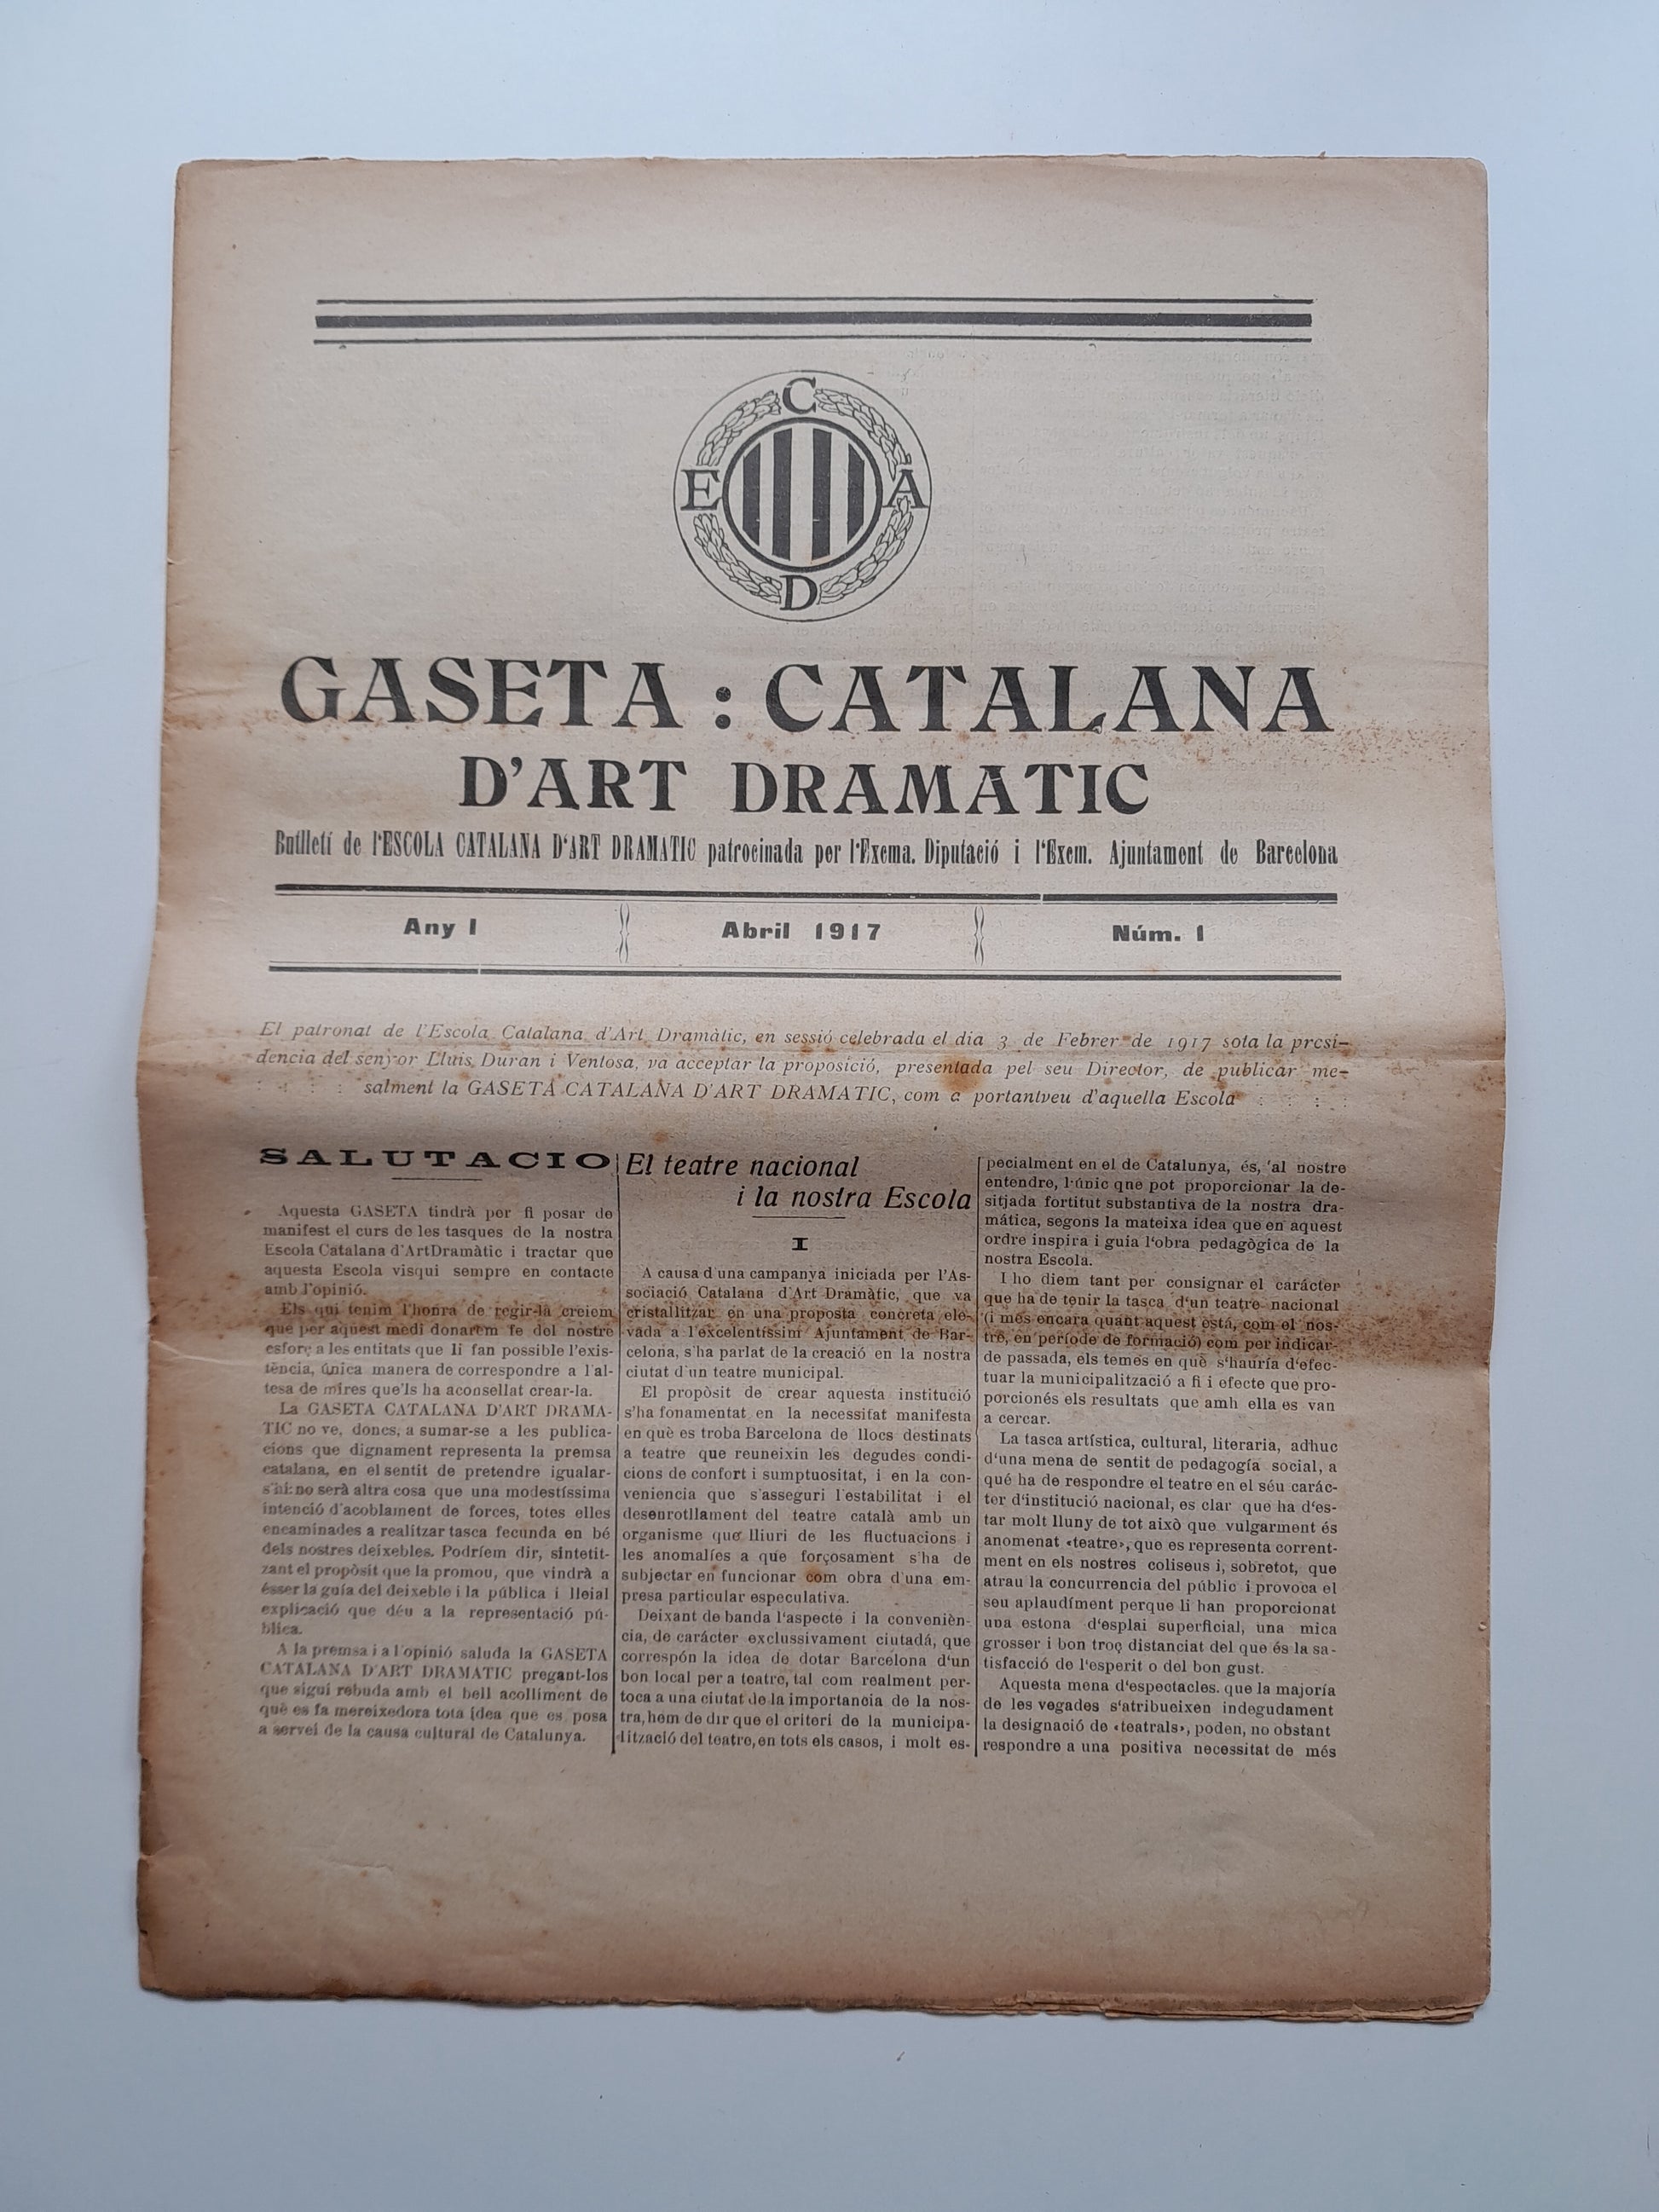 C
E A
D
GASETA : CATALANA
D'ART DRAMATIC
Butlletí de l'ESCOLA CATALANA D'ART DRAMATIC patrocinada per l'Exema. Diputació i l'Exem. Ajuntament de Barcelona
Any I
Abril 1917
Núm. 1
El patronat de l'Escola Catalana d'Art Dramàtic, en sessió celebrada el dia 3 de Febrer de 1917 sota la presi-
dencia del senyor Lluis Duran i Ventosa, va acceptar la proposició, presentada pel seu Director, de publicar me-
: : : : salment la GASETA CATALANA D'ART DRAMATIC, com a portantveu d'aquella Escola : : : :
SALUTACIO
Aquesta GASETA tindrà per fi posar de
manifest el curs de les tasques de la nostra
Escola Catalana d'Art Dramàtic i tractar que
aquesta Escola visqui sempre en contacte
amb l'opinió.
Els qui tenim l'honra de regir-la creiem
que per aquest medi donarem fe del nostre
esforç a les entitats que li fan possible l'exis-
tència, única manera de correspondre a l'al-
tesa de mires que'ls ha aconsellat crear-la.
La GASETA CATALANA D'ART DRAMA-
TIC no ve, doncs, a sumar-se a les publica-
cions que dignament representa la premsa
catalana, en el sentit de pretendre igualar-
s'hi: no serà altra cosa que una modestíssima
intenció d'acoblament de forces, totes elles
encaminades a realitzar tasca fecunda en bé
dels nostres deixebles. Podríem dir, sintetit-
zant el propòsit que la promou, que vindrà a
ésser la guía del deixeble i la pública i lleial
explicació que déu a la representació pú-
blica.
A la premsa i a l'opinió saluda la GASETA
CATALANA D'ART DRAMATIC pregant-los
que sigui rebuda amb el bell acolliment de
què es fa mereixedora tota idea que es posa
a servei de la causa cultural de Catalunya.
El teatre nacional
i la nostra Escola
I
A causa d'una campanya iniciada per l'As-
sociació Catalana d'Art Dramàtic, que va
cristallitzar en una proposta concreta ele-
vada a l'excelentíssim Ajuntament de Bar-
celona, s'ha parlat de la creació en la nostra
ciutat d'un teatre municipal.
El propòsit de crear aquesta institució
s'ha fonamentat en la necessitat manifesta
en què es troba Barcelona de llocs destinats
a teatre que reuneixin les degudes condi-
cions de confort i sumptuositat, i en la con-
veniencia que s'asseguri l'estabilitat i el
desenrotllament del teatre català amb un
organisme que lliuri de les fluctuacions i
les anomalíes a que forçosament s'ha de
subjectar en funcionar com obra d'una em-
presa particular especulativa.
Deixant de banda l'aspecte i la convenièn-
cia, de carácter exclussivament ciutadá, que
correspón la idea de dotar Barcelona d'un
bon local per a teatre, tal com realment per-
toca a una ciutat de la importancia de la nos-
tra, hem de dir que el criteri de la municipa-
lització del teatre, en tots els casos, i molt es-
pecialment en el de Catalunya, és, al nostre
entendre, l'únic que pot proporcionar la de-
sitjada fortitut substantiva de la nostra dra-
mática, segons la mateixa idea que en aquest
ordre inspira i guia l'obra pedagògica de la
nostra Escola.
I ho diem tant per consignar el carácter
que ha de tenir la tasca d'un teatre nacional
(i més encara quant aquest está, com el nos-
tre, en període de formació) com per indicar-
de passada, els temes en què s'hauría d'efec-
tuar la municipalització a fi i efecte que pro-
porcionés els resultats que amh ella es van
a cercar.
La tasca artística, cultural, literaria, adhuc
d'una mena de sentit de pedagogía social, a
qué ha de respondre el teatre en el séu carác-
ter d'institució nacional, es clar que ha d'es-
tar molt lluny de tot això que vulgarment és
anomenat «teatre», que es representa corrent-
ment en els nostres coliseus i, sobretot, que
atrau la concurrencia del públic i provoca el
seu aplaudíment perque li han proporcionat
una estona d'esplai superficial, una mica
grosser i bon troç distanciat del que és la sa-
tisfacció de l'esperit o del bon gust.
Aquesta mena d'espectacles. que la majoría
de les vegades s'atribueixen indegudament
la designació de «teatrals», poden, no obstant
respondre a una positiva necessitat de més